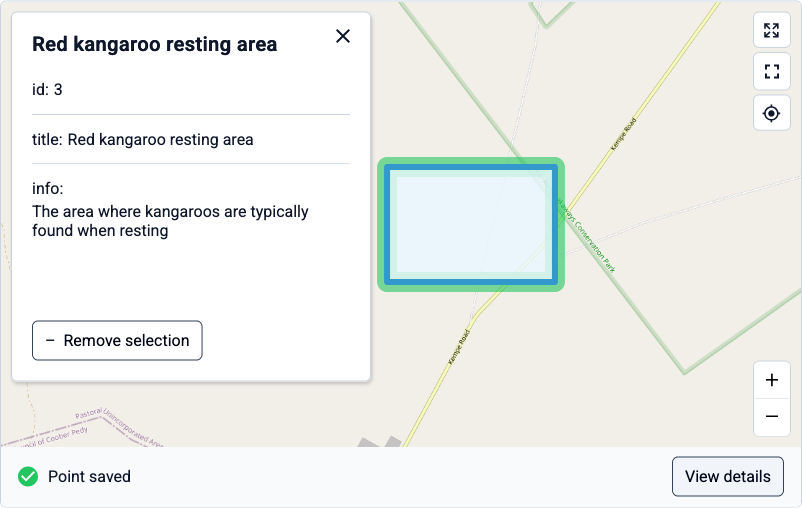 Red kangaroo resting area
id: 3
title: Red kangaroo resting area
info:
The area where kangaroos are typically
found when resting
− Remove selection
Kempe Road
Conservation Park
Kempe Road
Pastoral Unincorporated Area
of Coober Pedy
+
−
Point saved
View details